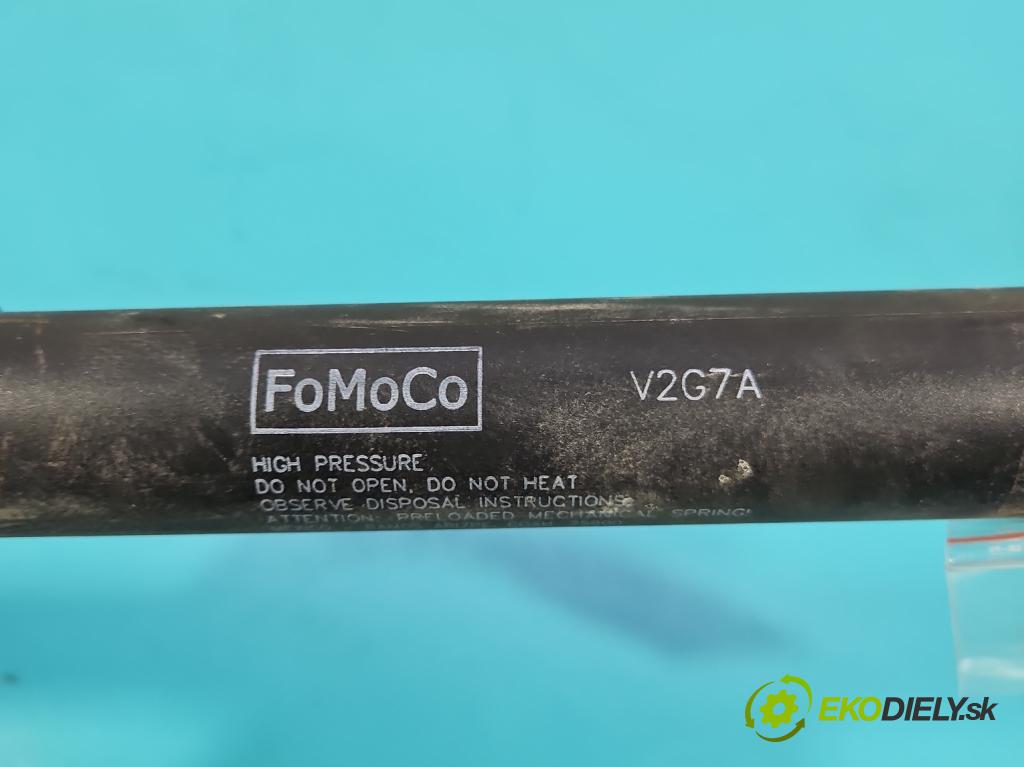 FoMoCo V2G7A
HIGH PRESSURE
DO NOT OPEN, DO NOT HEAT
OBSERVE DISPOSAL INSTRUCTIONS
ATTENTION: PRELOADED MECHANICAL SPRING!
EKODIELY.sk